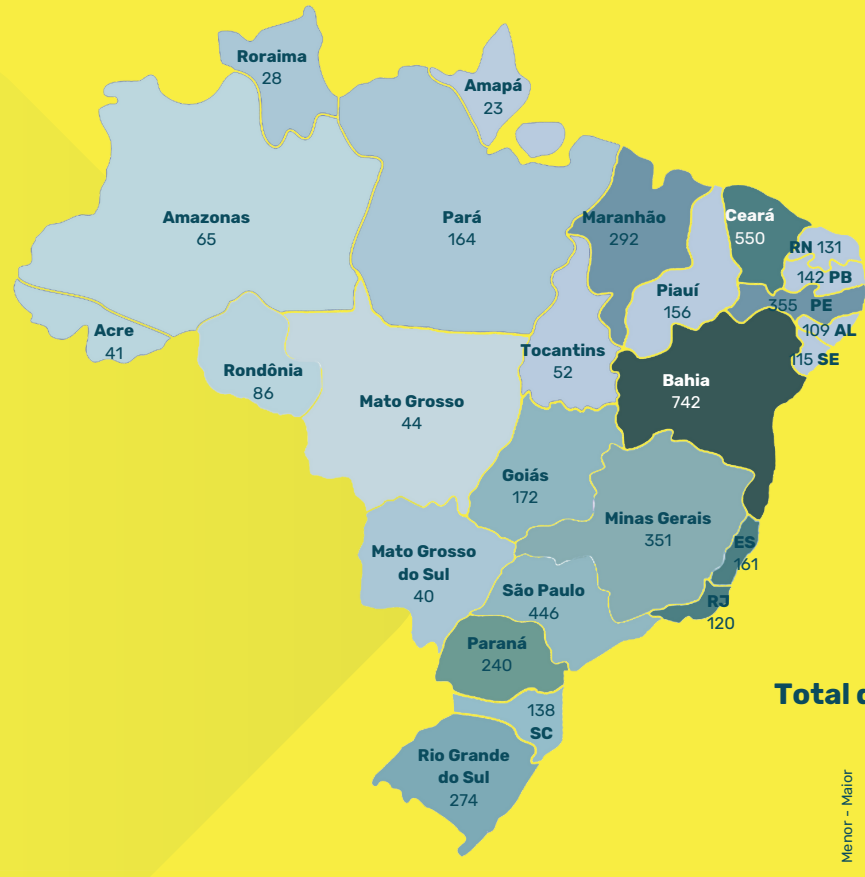 Roraima
28
Amapá
23
Amazonas
65
Pará
164
Maranhão
292
Ceará
550
RN 131
142 PB
Piauí
156
355 PE
109 AL
115 SE
Acre
41
Rondônia
86
Tocantins
52
Bahia
742
Mato Grosso
44
Goiás
172
Minas Gerais
351
ES
161
Mato Grosso
do Sul
40
São Paulo
446
RJ
120
Paraná
240
Total
138
SC
Rio Grande
do Sul
274
Menor - Maior